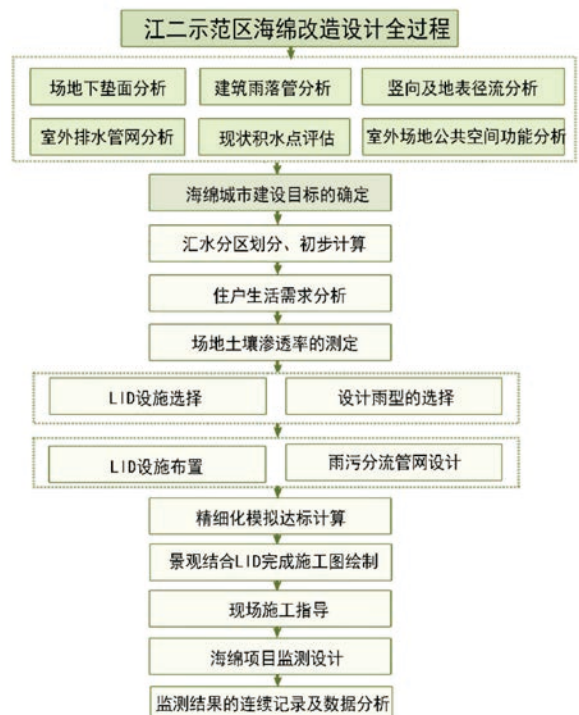 江二示范区海绵改造设计全过程
场地下垫面分析
建筑雨落管分析
竖向及地表径流分析
室外排水管网分析
现状积水点评估
室外场地公共空间功能分析
海绵城市建设目标的确定
汇水分区划分、初步计算
住户生活需求分析
场地土壤渗透率的测定
LID设施选择
设计雨型的选择
LID设施布置
雨污分流管网设计
精细化模拟达标计算
景观结合LID完成施工图绘制
现场施工指导
海绵项目监测设计
监测结果的连续记录及数据分析